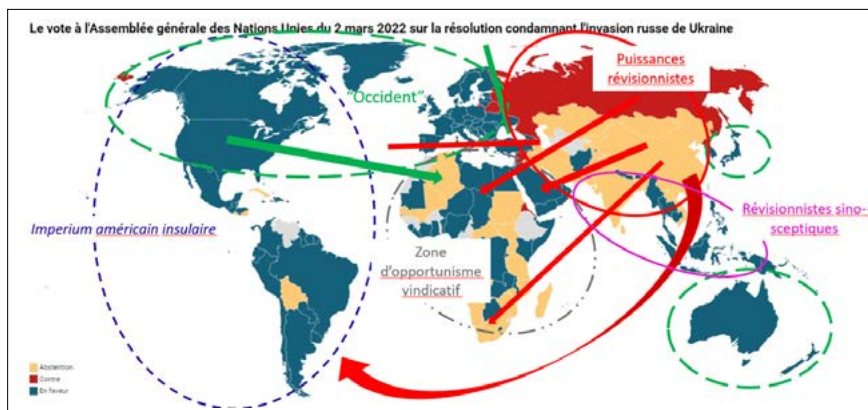 Le vote à l'Assemblée générale des Nations Unies du 2 mars 2022 sur la résolution condamnant l'invasion russe de Ukraine
Puissances
révisionnistes
"Occident"
Imperium américain insulaire
Révisionnistes sino-
sceptiques
Zone
d'opportunisme
vindicatif
Abstention
Contre
En faveur